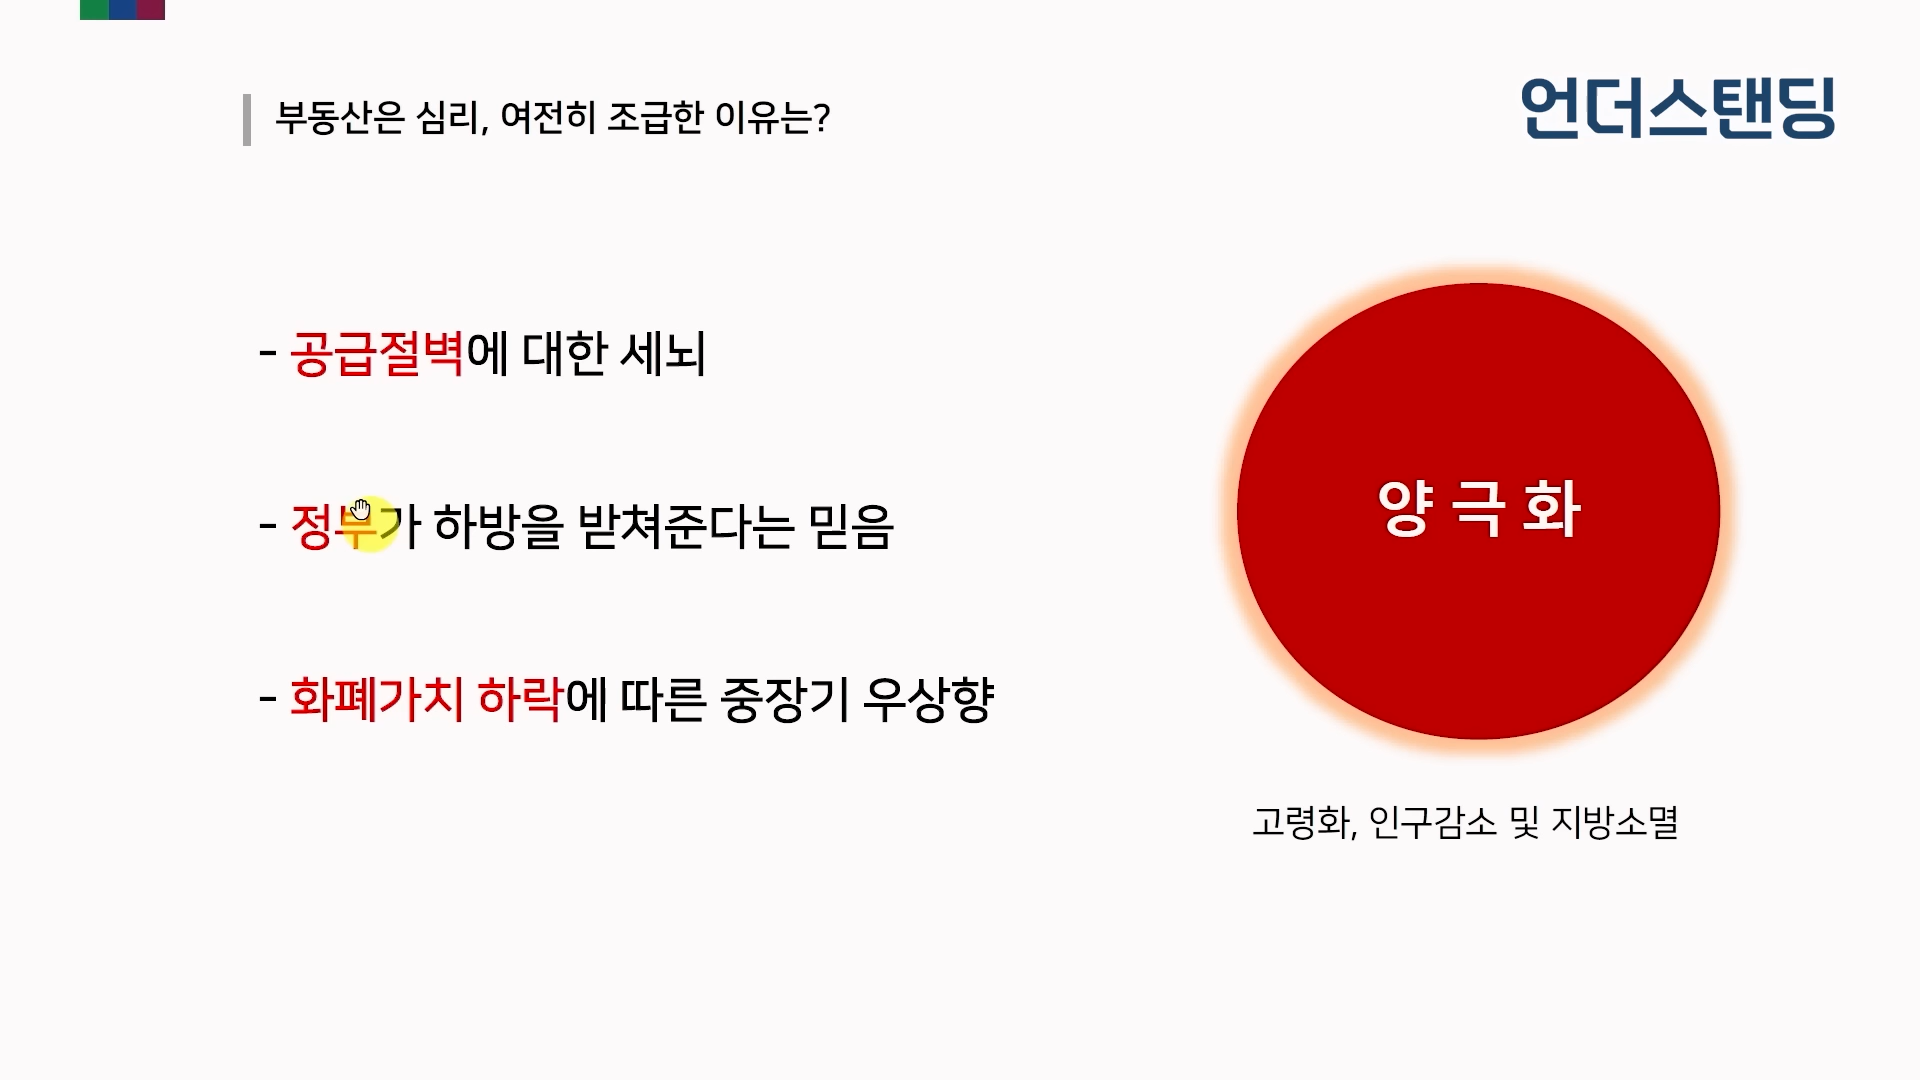 부동산은 심리, 여전히 조급한 이유는?
언더스탠딩
- 공급절벽에 대한 세뇌
- 정부가 하방을 받쳐준다는 믿음
- 화폐가치 하락에 따른 중장기 우상향
양극화
고령화, 인구감소 및 지방소멸